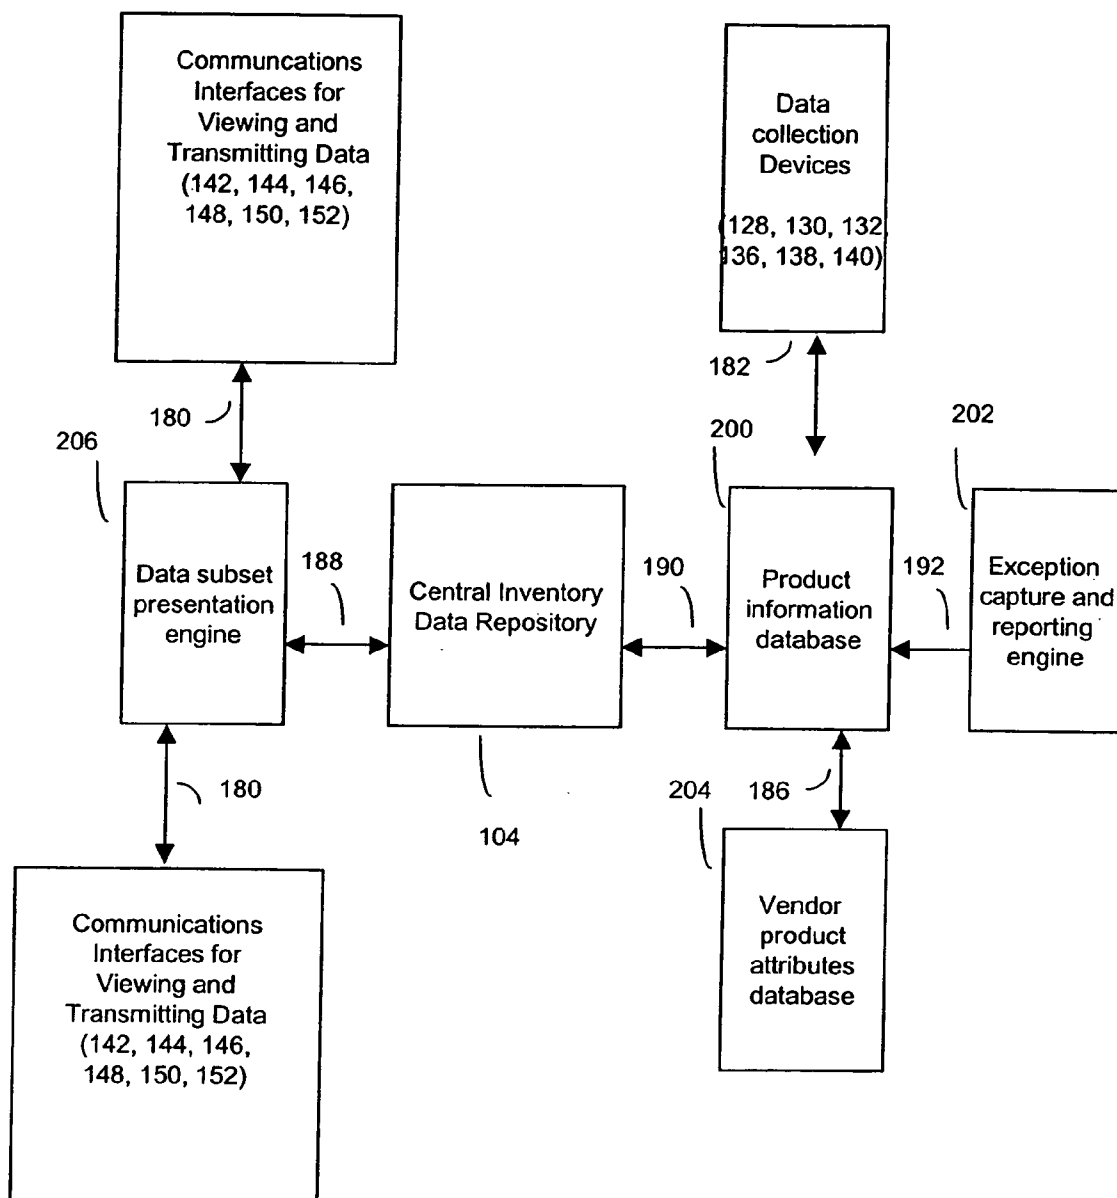 Communcations
Interfaces for
Viewing and
Transmitting Data
(142, 144, 146,
148, 150, 152)
Data
collection
Devices
(128, 130, 132
136, 138, 140)
182
180
206
200
202
Data subset
presentation
engine
188
Central Inventory
Data Repository
190
Product
information
database
192
Exception
capture and
reporting
engine
180
104
204
186
Vendor
product
attributes
database
Communications
Interfaces for
Viewing and
Transmitting Data
(142, 144, 146,
148, 150, 152)